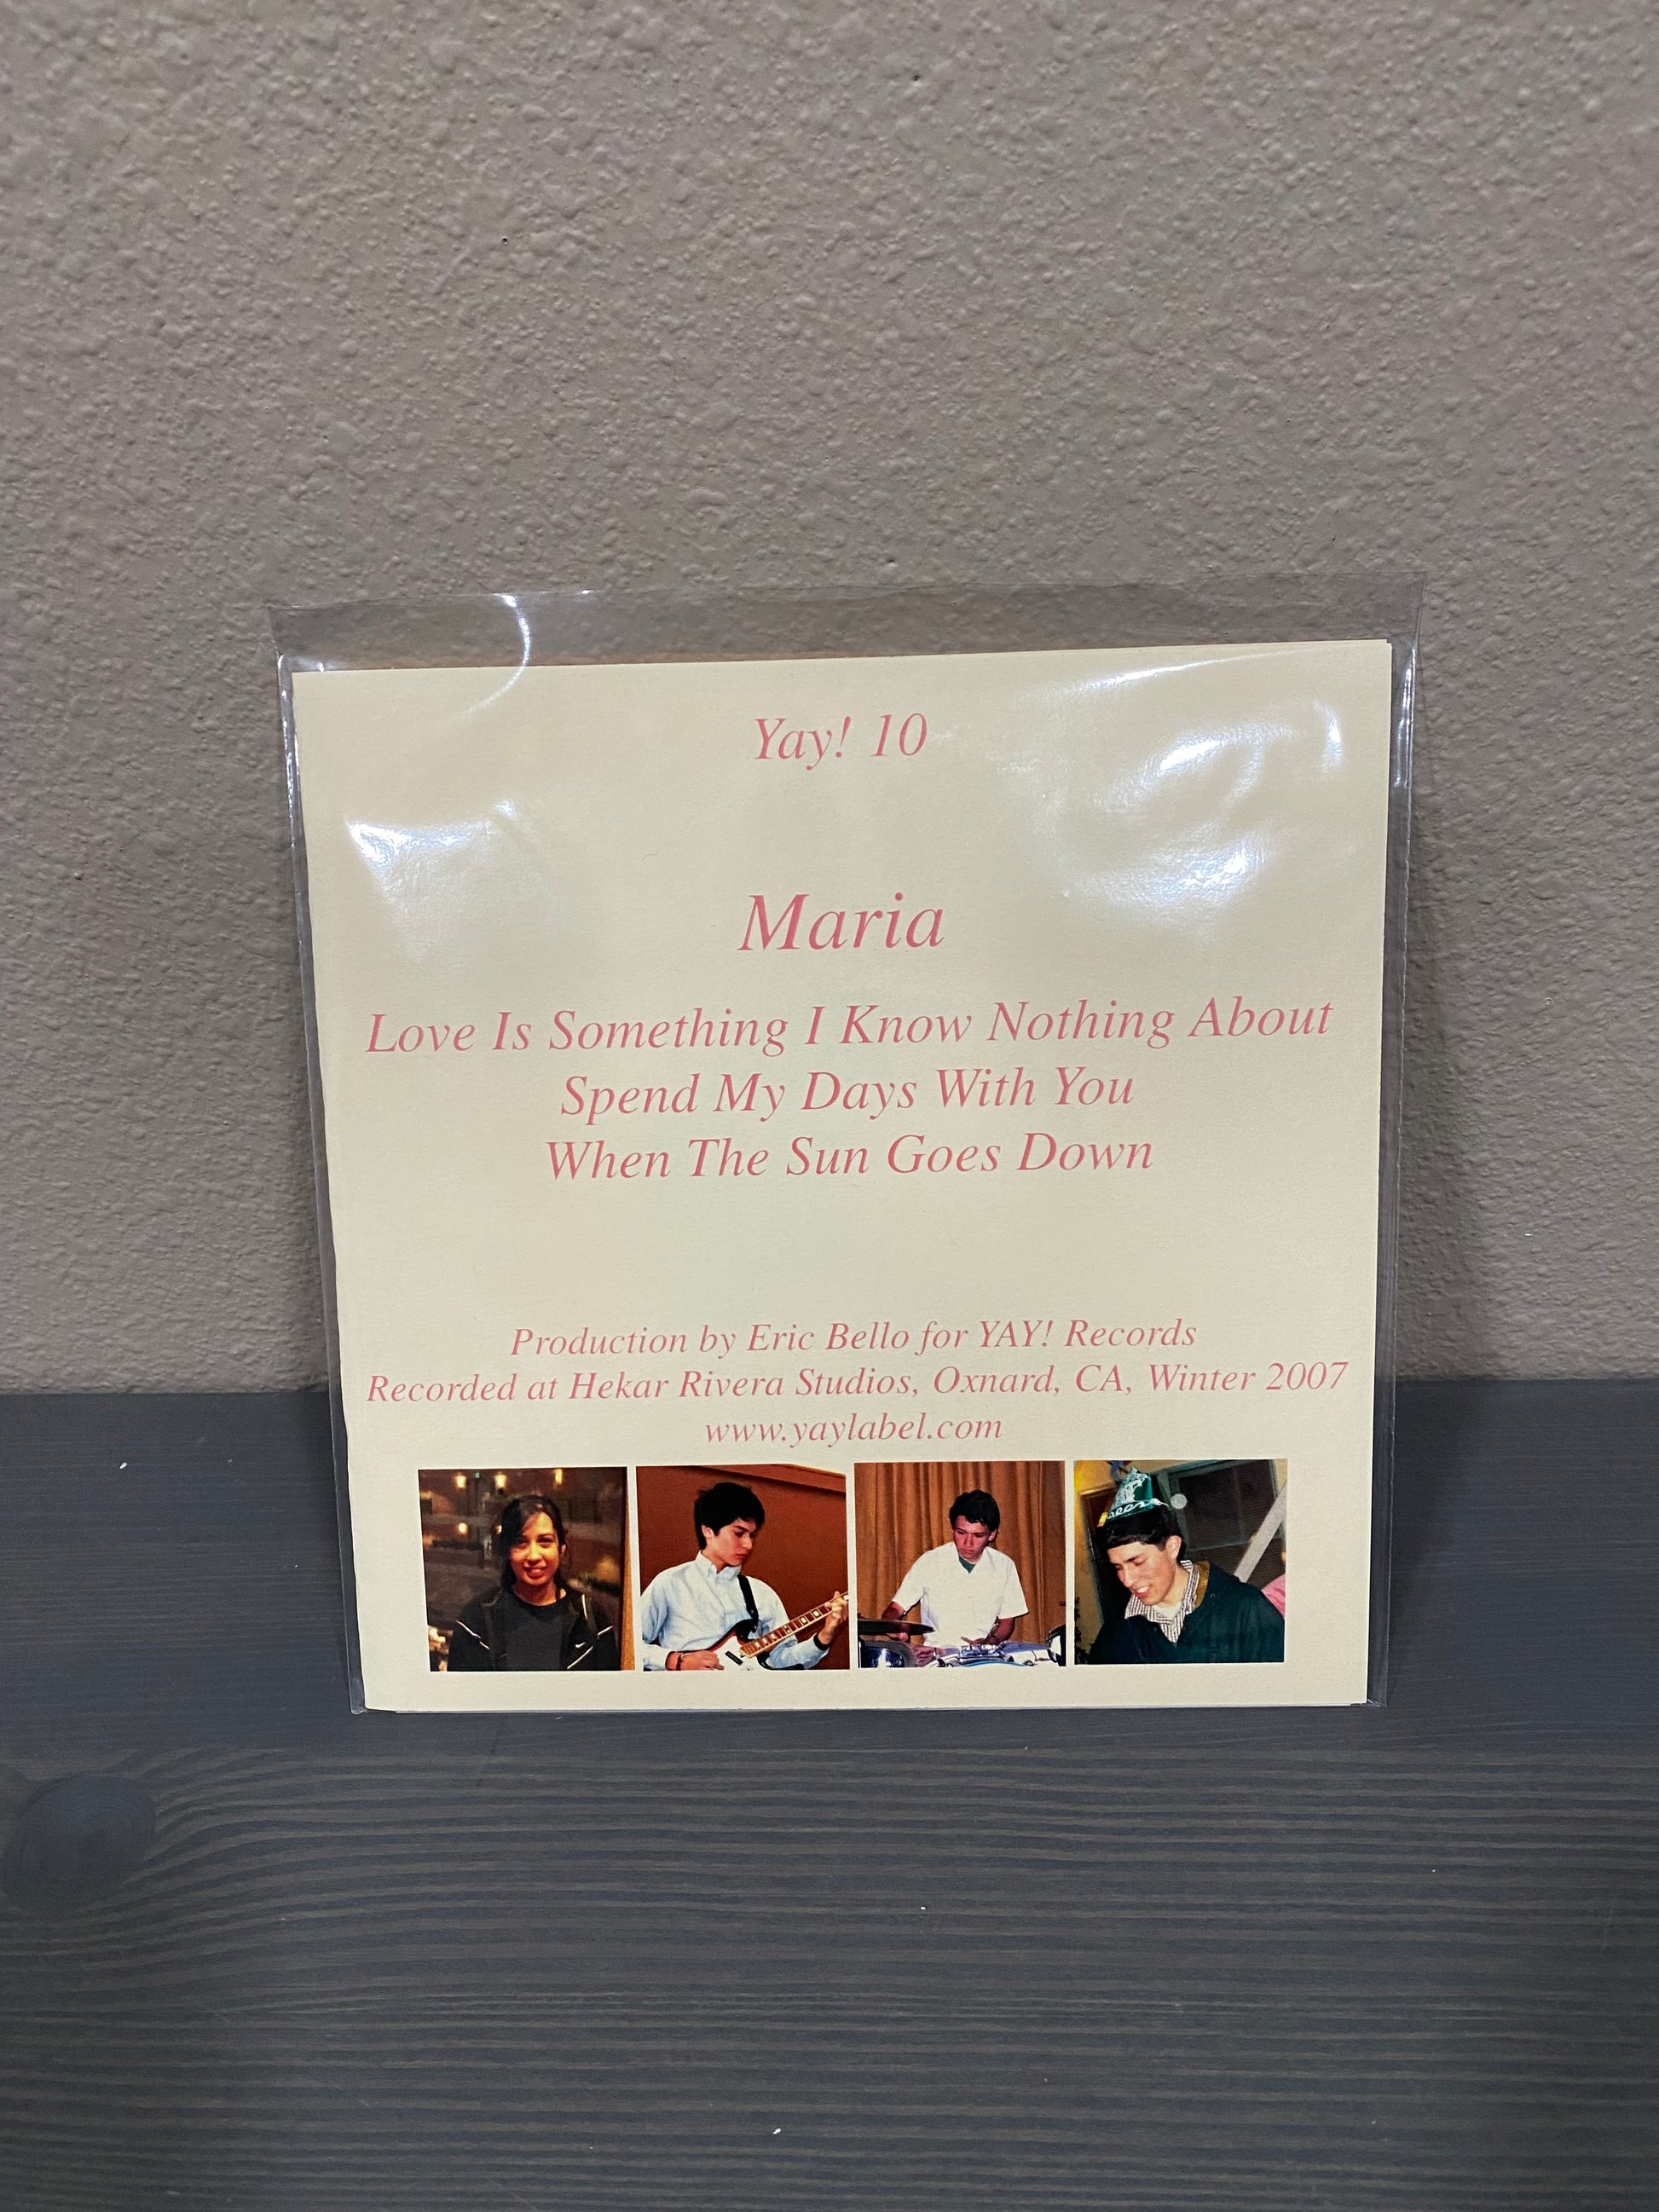 Yay! 10
Maria
Love Is Something I Know Nothing About
Spend My Days With You
When The Sun Goes Down
Production by Eric Bello for YAY! Records
Recorded at Hekar Rivera Studios, Oxnard, CA, Winter 2007
www.yaylabel.com